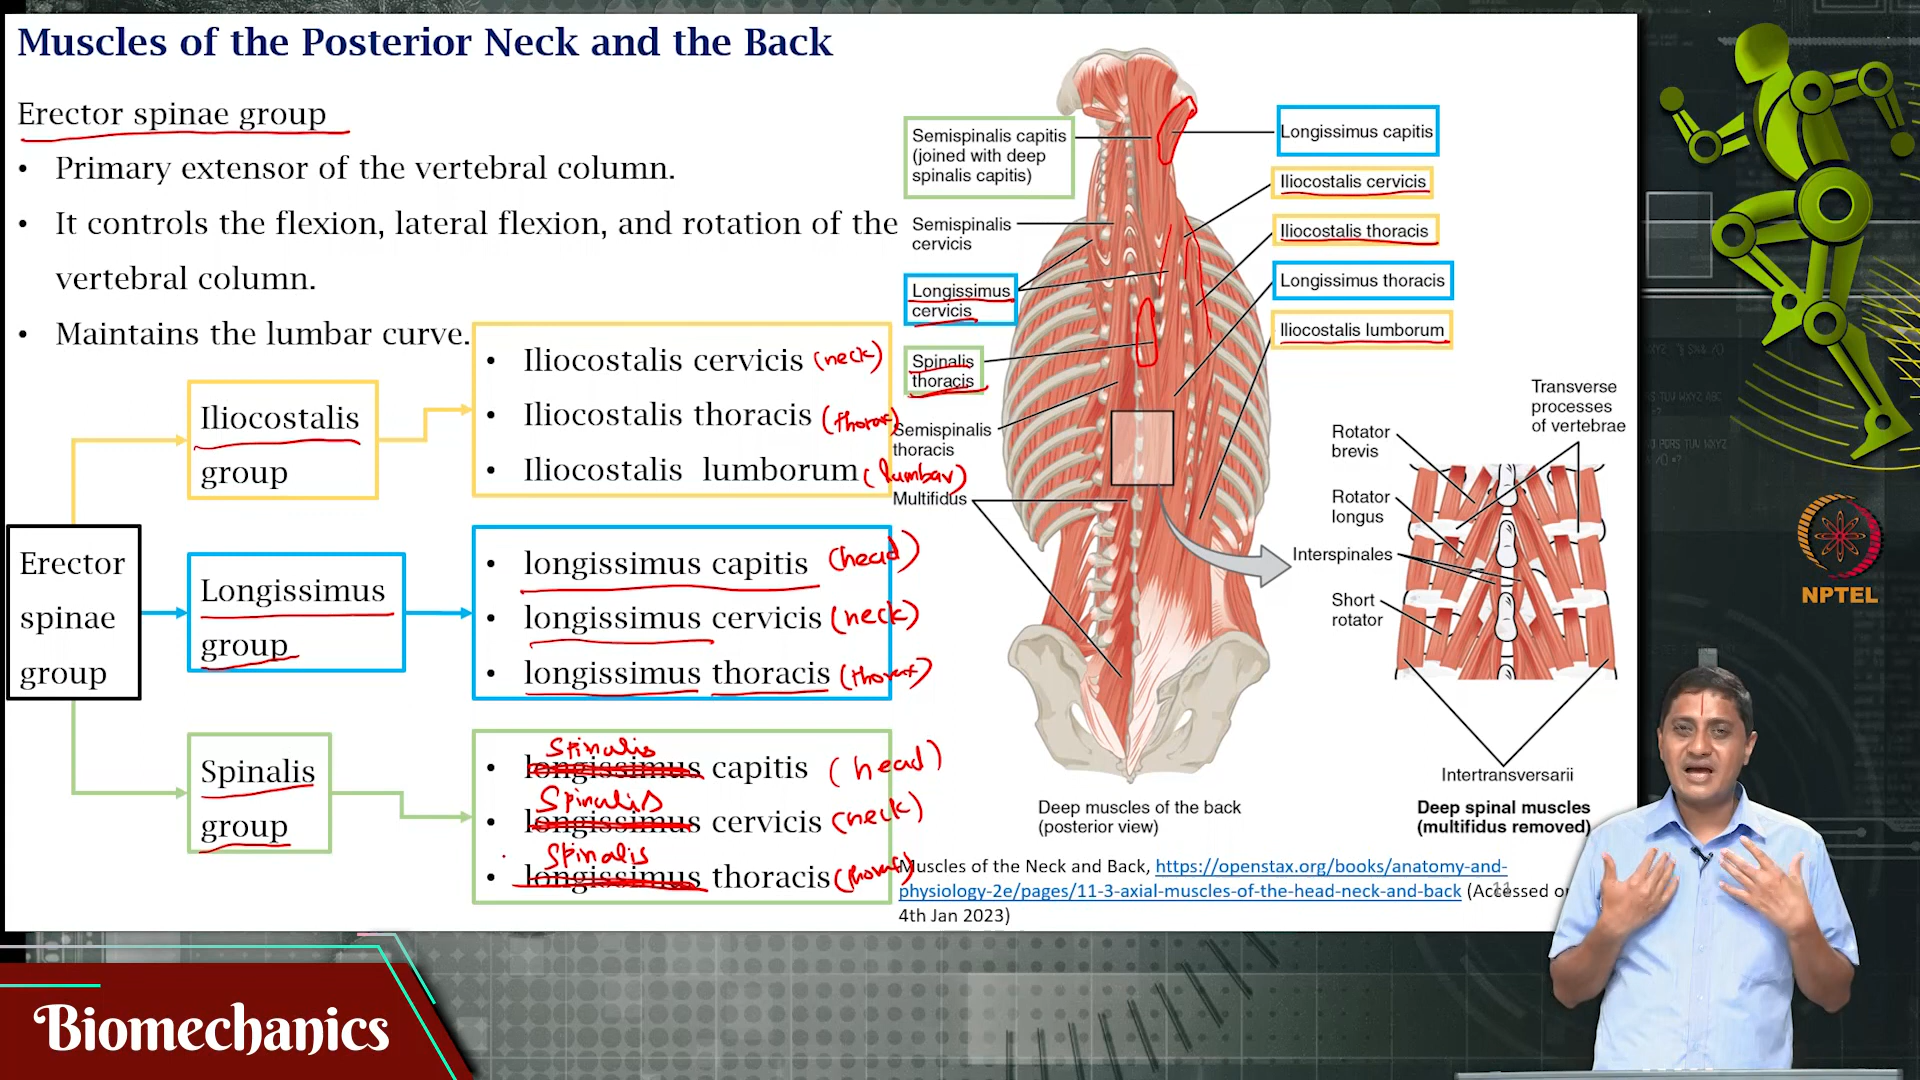 Muscles of the Posterior Neck and the Back
Erector spinae group
• Primary extensor of the vertebral column.
• It controls the flexion, lateral flexion, and rotation of the
vertebral column.
• Maintains the lumbar curve.
Erector
spinae
group
Iliocostalis
group
• Iliocostalis cervicis (neck)
• Iliocostalis thoracis (thorax)
• Iliocostalis lumborum (lumbar)
Longissimus
group
• longissimus capitis (head)
• longissimus cervicis (neck)
• longissimus thoracis (thorax)
Spinalis
group
Spinalis
• longissimus capitis (head)
Spinalis
• longissimus cervicis (neck)
Spinalis
• longissimus thoracis (thorax)
Semispinalis capitis
(joined with deep
spinalis capitis)
Semispinalis
cervicis
Longissimus
cervicis
Spinalis
thoracis
Semispinalis
thoracis
Multifidus
Longissimus capitis
Iliocostalis cervicis
Iliocostalis thoracis
Longissimus thoracis
Iliocostalis lumborum
Transverse
processes
of vertebrae
Rotator
brevis
Rotator
longus
Interspinales
Short
rotator
Intertransversarii
Deep muscles of the back
(posterior view)
Deep spinal muscles
(multifidus removed)
Muscles of the Neck and Back, https://openstax.org/books/anatomy-and-
physiology-2e/pages/11-3-axial-muscles-of-the-head-neck-and-back (Accessed on
4th Jan 2023)
11
NPTEL
Biomechanics